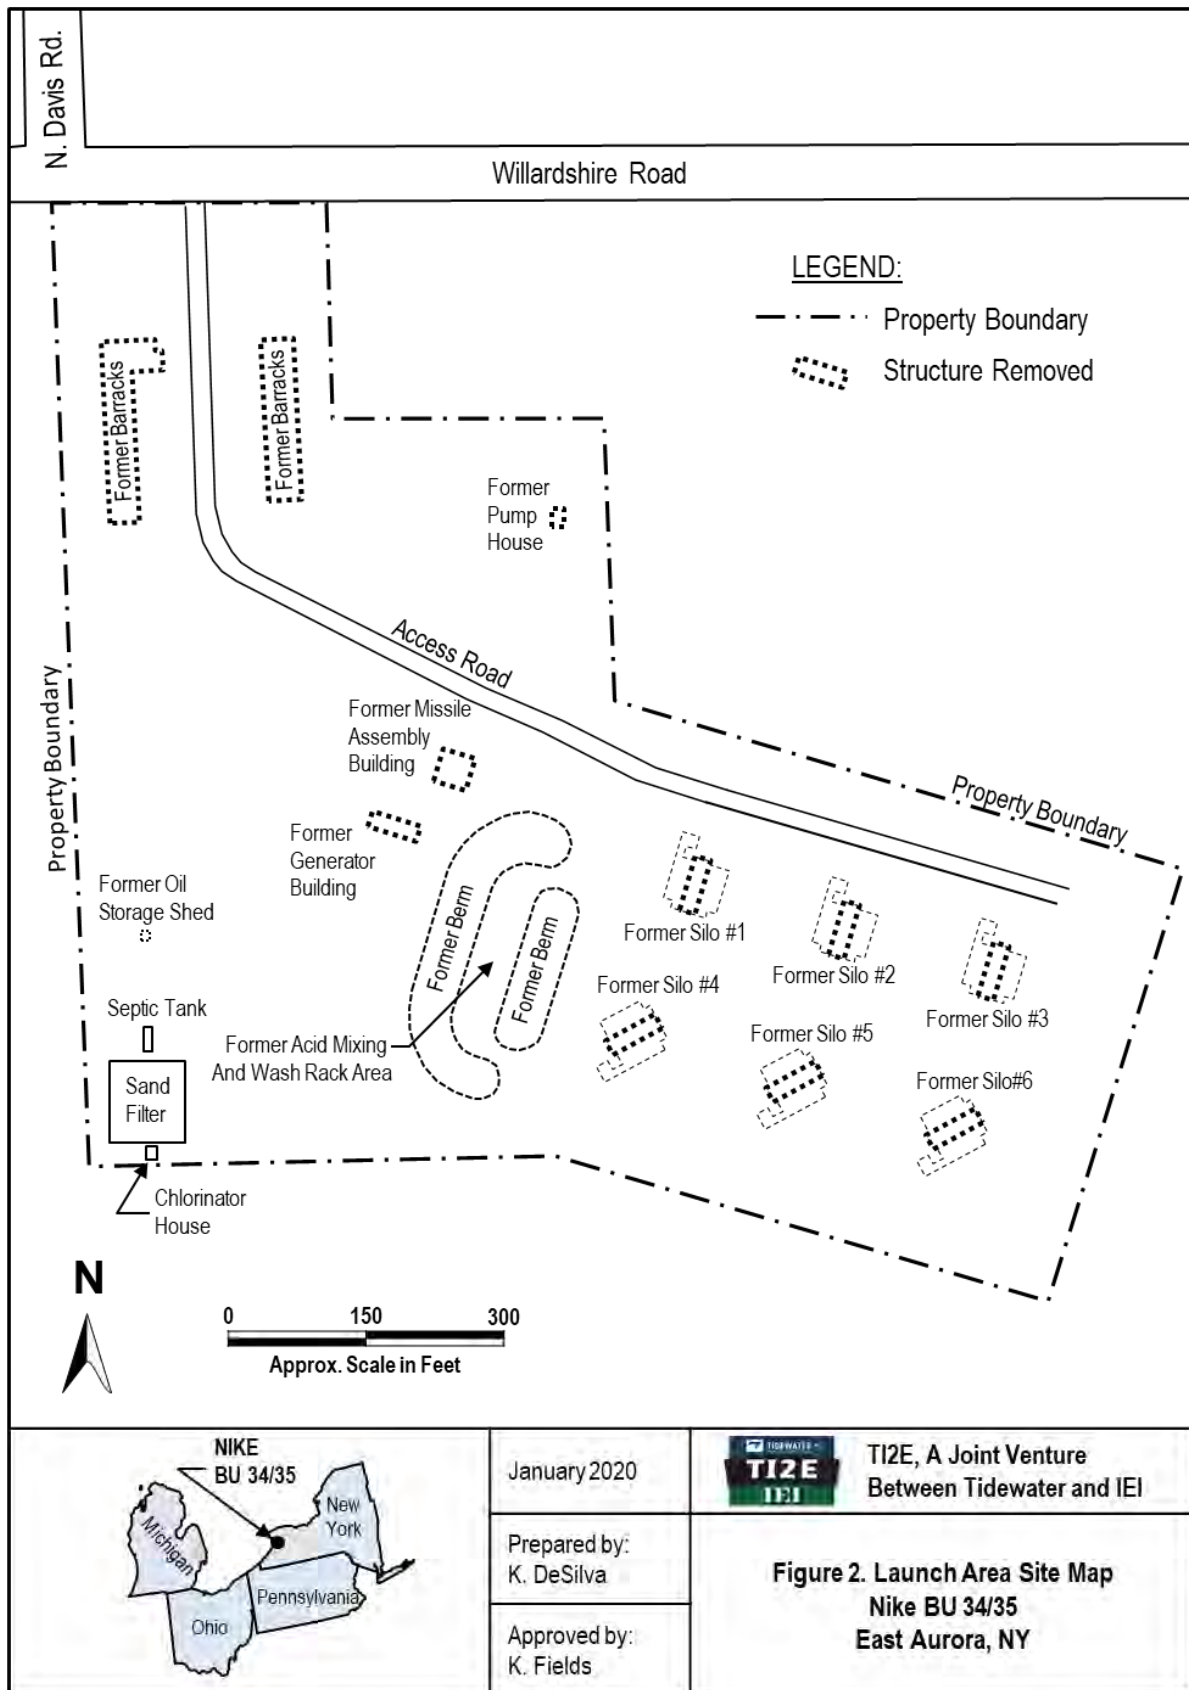 N. Davis Rd.
Willardshire Road
LEGEND:
Property Boundary
Structure Removed
Former Barracks
Former Barracks
Former
Pump
House
Access Road
Property Boundary
Former Missile
Assembly
Building
Property Boundary
Former
Generator
Building
Former Oil
Storage Shed
Former Berm
Former Berm
Former Silo #1
Former Silo #2
Former Silo #3
Former Silo #4
Former Silo #5
Former Silo#6
Septic Tank
Former Acid Mixing
And Wash Rack Area
Sand
Filter
Chlorinator
House
N
0 150 300
Approx. Scale in Feet
NIKE
BU 34/35
New
York
Michigan
Pennsylvania
Ohio
January 2020
Prepared by:
K. DeSilva
Approved by:
K. Fields
TIDEWATER
TI2E
IEI
TI2E, A Joint Venture
Between Tidewater and IEI
Figure 2. Launch Area Site Map
Nike BU 34/35
East Aurora, NY